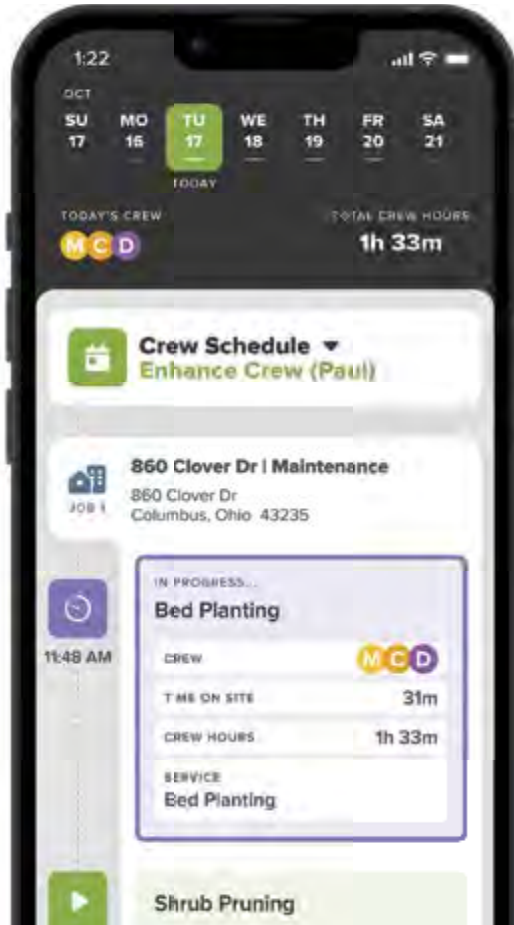 1:22
OCT
SU MO TU WE TH FR SA
17 16 17 18 19 20 21
TODAY
TODAY'S CREW TOTAL CREW HOURS
M C D 1h 33m
Crew Schedule
Enhance Crew (Paul)
860 Clover Dr | Maintenance
860 Clover Dr
Columbus, Ohio 43235
JOB 1
IN PROGRESS...
Bed Planting
11:48 AM
CREW M C D
TIME ON SITE 31m
CREW HOURS 1h 33m
SERVICE
Bed Planting
Shrub Pruning